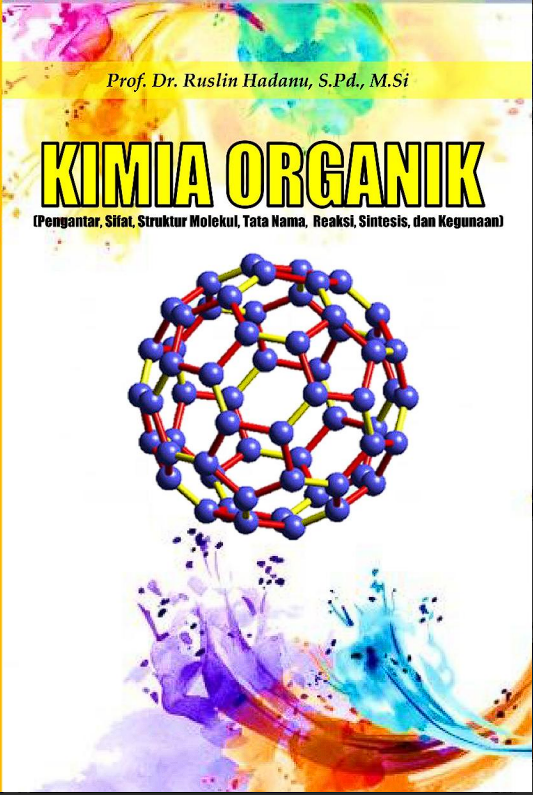 Prof. Dr. Ruslin Hadanu, S.Pd., M.Si
KIMIA ORGANIK
(Pengantar, Sifat, Struktur Molekul, Tata Nama, Reaksi, Sintesis, dan Kegunaan)